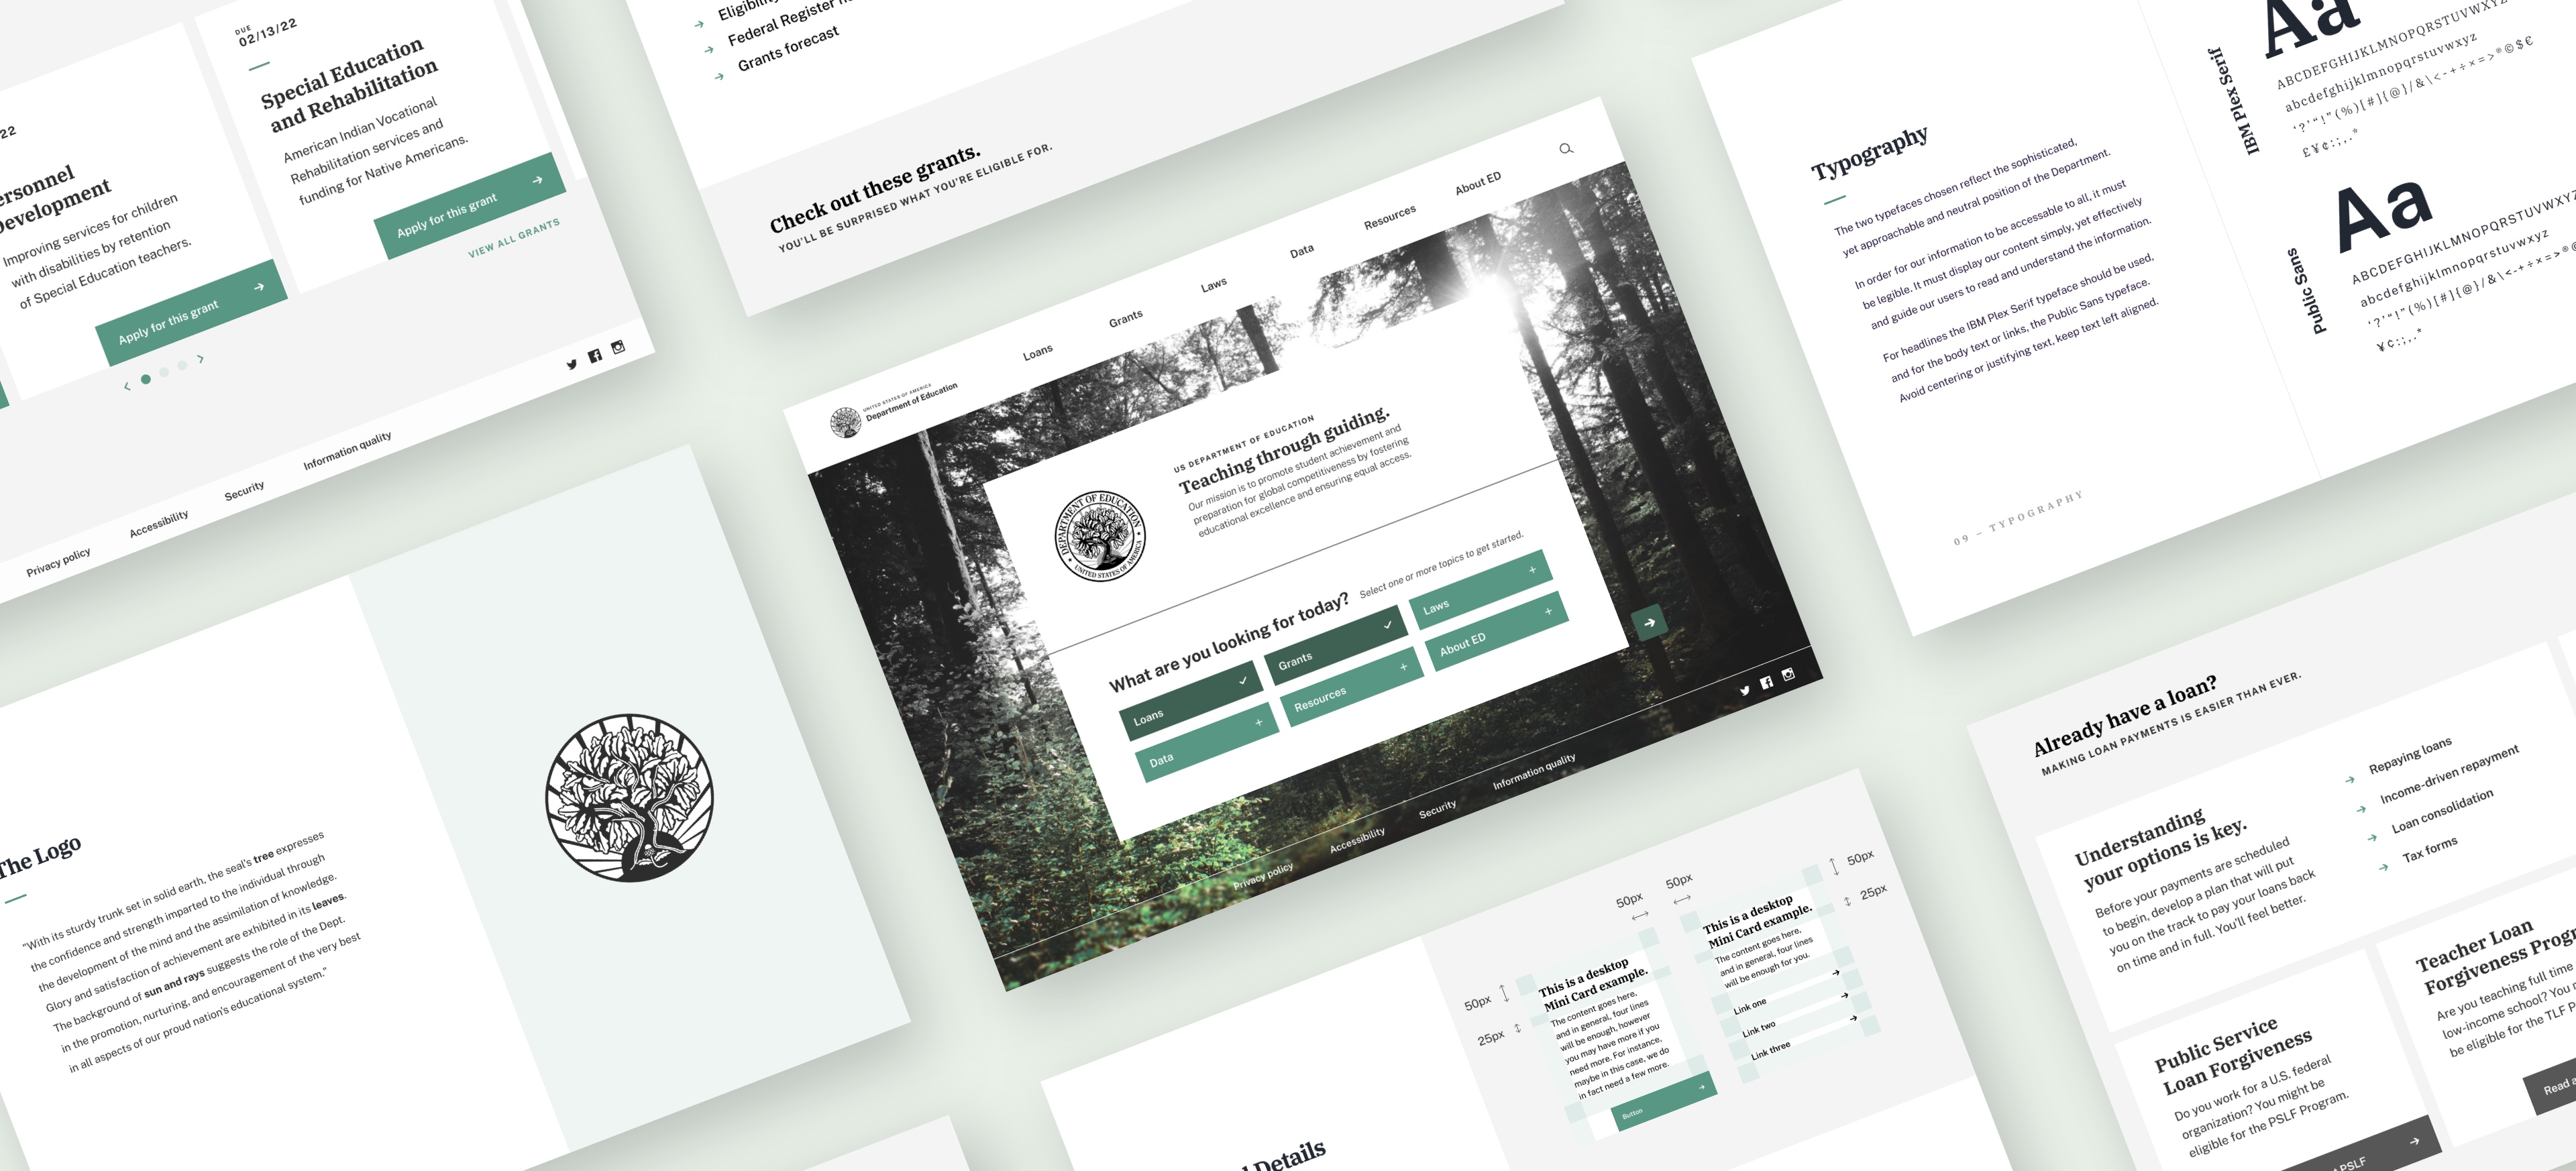 DUE
02/13/22
Special Education
and Rehabilitation
American Indian Vocational
Rehabilitation services and
funding for Native Americans.
Apply for this grant
VIEW ALL GRANTS
22
Improving services for children
with disabilities by retention
of Special Education teachers.
Apply for this grant
Privacy policy
Accessibility
Security
Information quality
Federal Register
Grants forecast
Check out these grants.
YOU'LL BE SURPRISED WHAT YOU'RE ELIGIBLE FOR.
UNITED STATES OF AMERICA
Department of Education
Loans
Grants
Laws
Data
Resources
About ED
DEPARTMENT OF EDUCATION
UNITED STATES OF AMERICA
US DEPARTMENT OF EDUCATION
Teaching through guiding.
Our mission is to promote student achievement and
preparation for global competitiveness by fostering
educational excellence and ensuring equal access.
What are you looking for today?
Select one or more topics to get started.
Loans
Grants
Laws
Data
Resources
About ED
Privacy policy
Accessibility
Security
Information quality
Typography
The two typefaces chosen reflect the sophisticated,
yet approachable and neutral position of the Department.
In order for our information to be accessable to all, it must
be legible. It must display our content simply, yet effectively
and guide our users to read and understand the information.
For headlines the IBM Plex Serif typeface should be used,
and for the body text or links, the Public Sans typeface.
Avoid centering or justifying text, keep text left aligned.
09 – TYPOGRAPHY
IBM Plex Serif
Aa
ABCDEFGHIJKLMNOPQRSTUVWXYZ
abcdefghijklmnopqrstuvwxyz
‘?’“!”(%)[#]{@}/&\<-+÷×=>®©$€
£¥¢:;,.*
Public Sans
Aa
ABCDEFGHIJKLMNOPQRSTUVWXYZ
abcdefghijklmnopqrstuvwxyz
‘?’“!”(%)[#]{@}/&\<-+÷×=>®
¥¢:;,.*
The Logo
"With its sturdy trunk set in solid earth, the seal's tree expresses
the confidence and strength imparted to the individual through
the development of the mind and the assimilation of knowledge.
Glory and satisfaction of achievement are exhibited in its leaves.
The background of sun and rays suggests the role of the Dept.
in the promotion, nurturing, and encouragement of the very best
in all aspects of our proud nation's educational system."
Details
50px
25px
50px
50px
50px
25px
This is a desktop
Mini Card example.
The content goes here,
and in general, four lines
will be enough, however
you may have more if you
need more. For instance,
maybe in this case, we do
in fact need a few more.
Button
This is a desktop
Mini Card example.
The content goes here,
and in general, four lines
will be enough for you.
Link one
Link two
Link three
Already have a loan?
MAKING LOAN PAYMENTS IS EASIER THAN EVER.
Understanding
your options is key.
Before your payments are scheduled
to begin, develop a plan that will put
you on the track to pay your loans back
on time and in full. You'll feel better.
Repaying loans
Income-driven repayment
Loan consolidation
Tax forms
Public Service
Loan Forgiveness
Do you work for a U.S. federal
organization? You might be
eligible for the PSLF Program.
PSLF
Teacher Loan
Forgiveness
Are you teaching full time
low-income school? You
be eligible for the TLF
Read